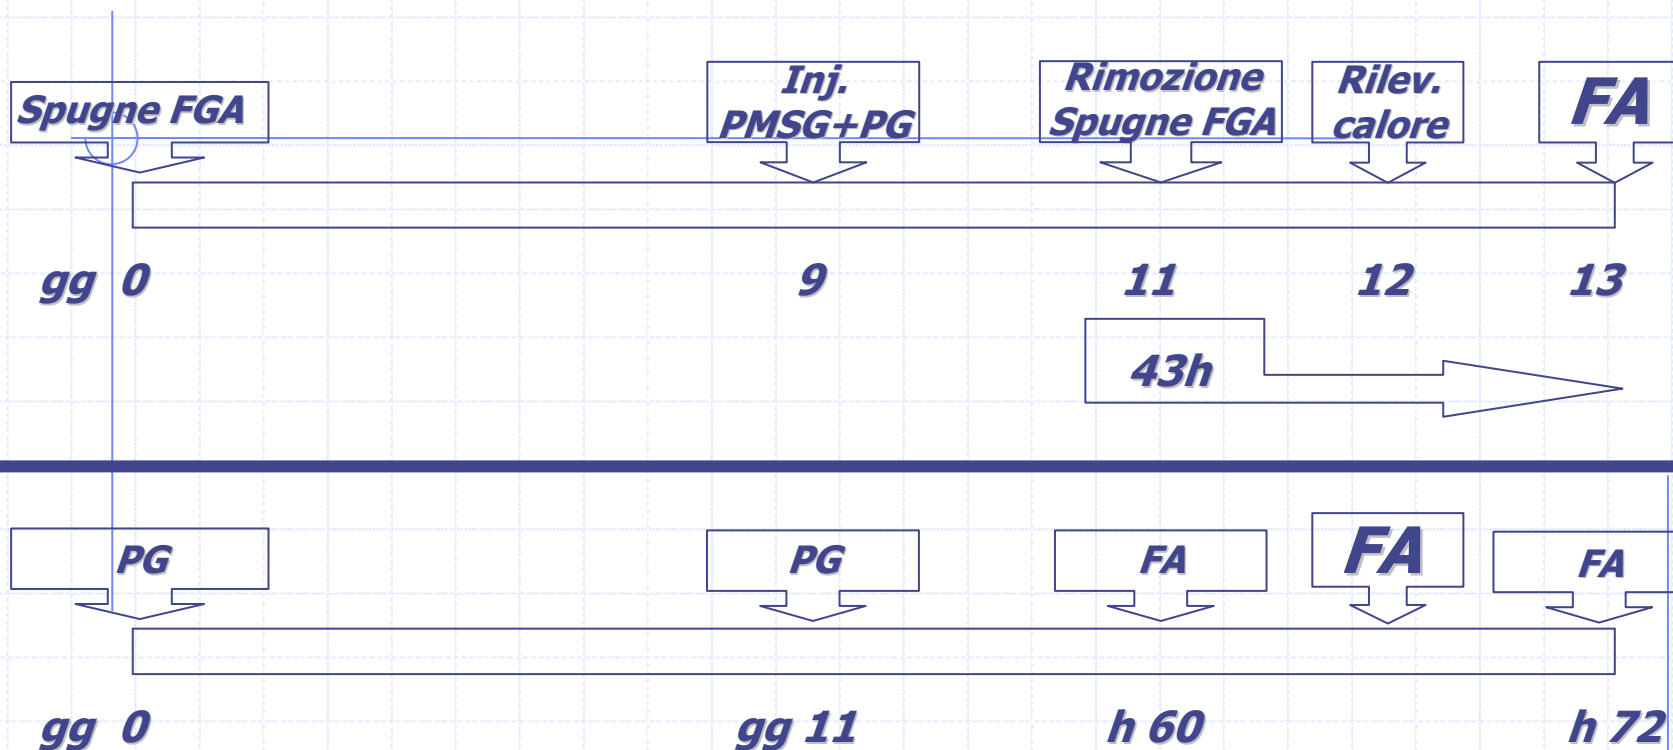 Spugne FGA
Inj.
PMSG+PG
Rimozione
Spugne FGA
Rilev.
calore
FA
gg 0
9
11
12
13
43h
PG
PG
FA
FA
FA
gg 0
gg 11
h 60
h 72